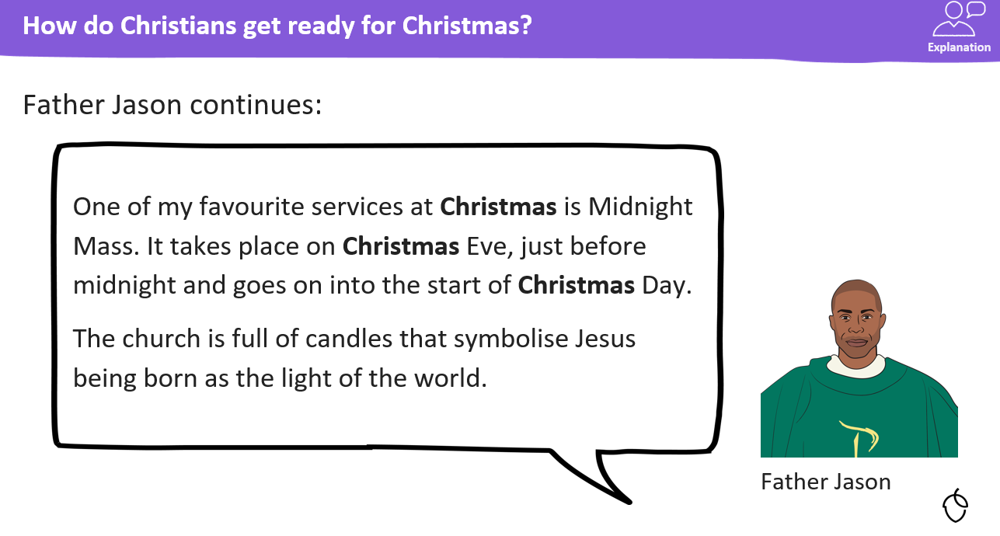 How do Christians get ready for Christmas?
Explanation
Father Jason continues:
One of my favourite services at Christmas is Midnight
Mass. It takes place on Christmas Eve, just before
midnight and goes on into the start of Christmas Day.
The church is full of candles that symbolise Jesus
being born as the light of the world.
Father Jason